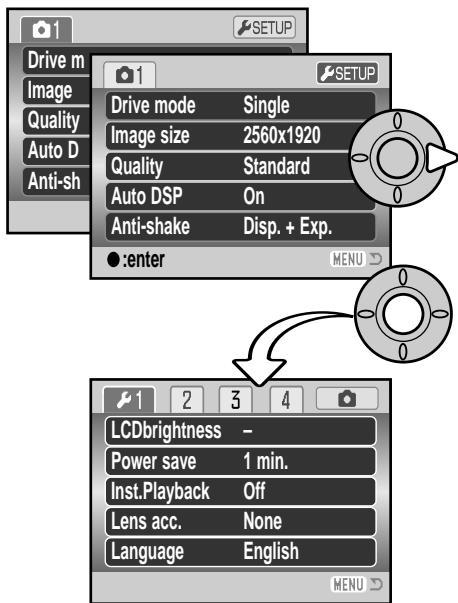 1 SETUP
Drive m
Image
Quality
Auto D
Anti-sh
1 SETUP
Drive mode Single
Image size 2560x1920
Quality Standard
Auto DSP On
Anti-shake Disp. + Exp.
:enter MENU
1 2 3 4
LCDbrightness –
Power save 1 min.
Inst.Playback Off
Lens acc. None
Language English
MENU